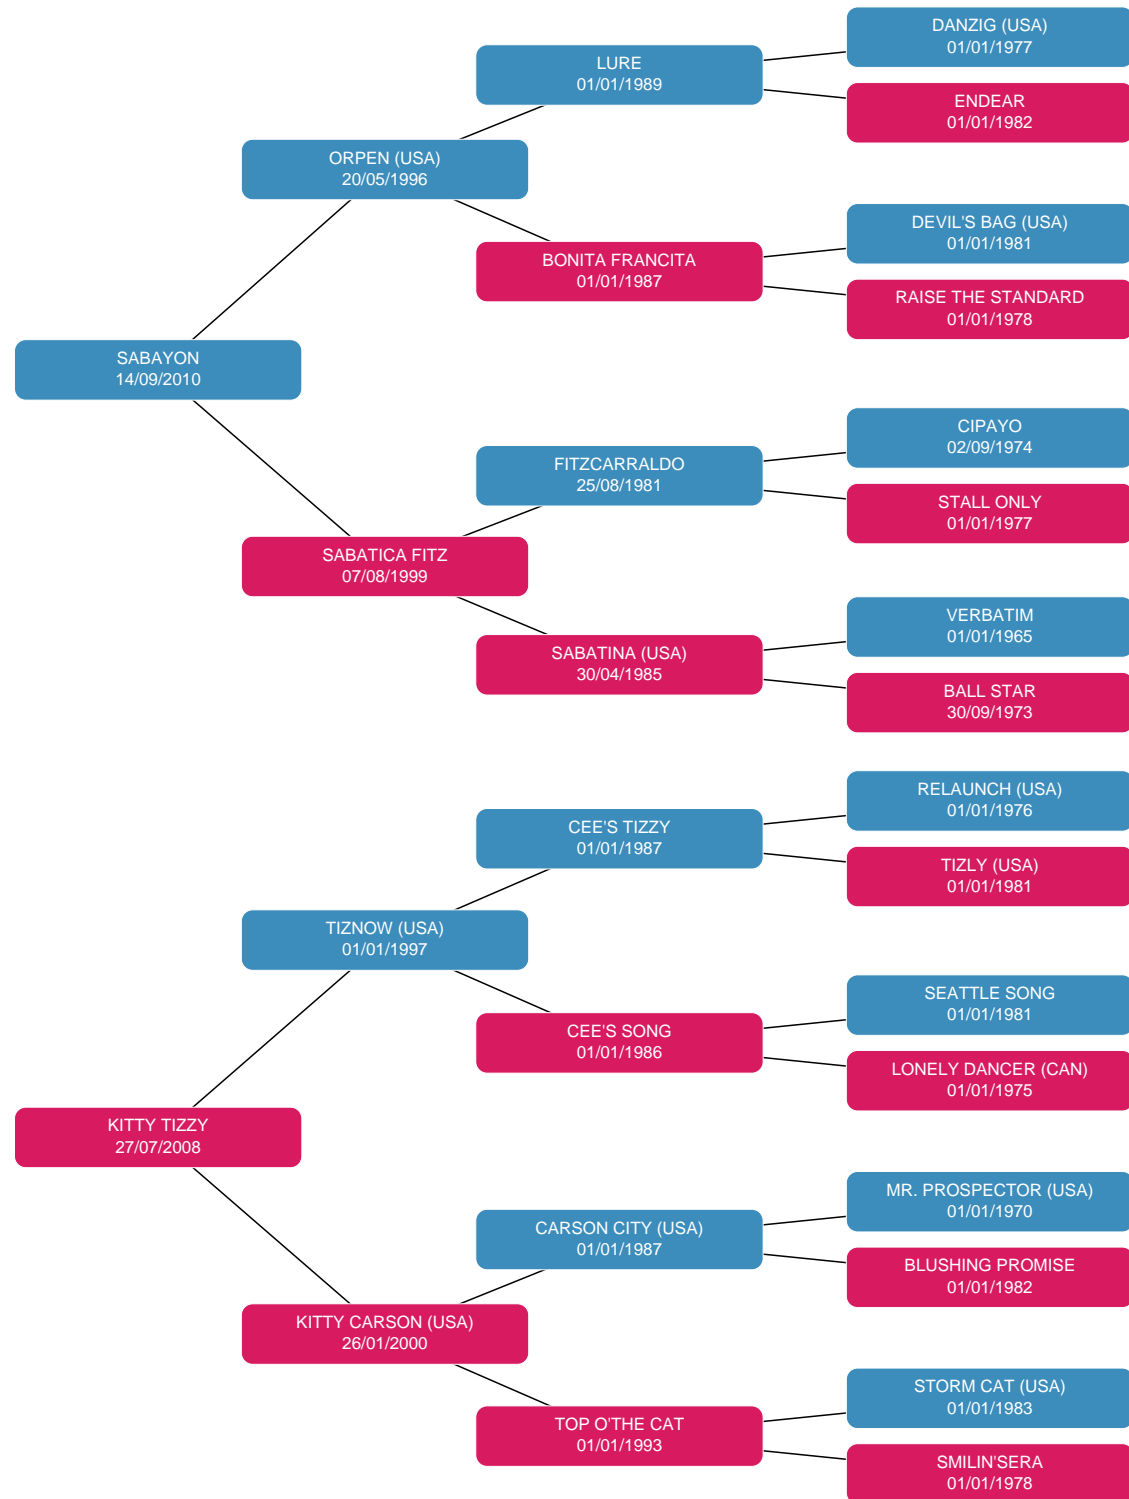 DANZIG (USA)
01/01/1977
LURE
01/01/1989
ENDEAR
01/01/1982
ORPEN (USA)
20/05/1996
DEVIL'S BAG (USA)
01/01/1981
BONITA FRANCITA
01/01/1987
RAISE THE STANDARD
01/01/1978
SABAYON
14/09/2010
CIPAYO
02/09/1974
FITZCARRALDO
25/08/1981
STALL ONLY
01/01/1977
SABATICA FITZ
07/08/1999
VERBATIM
01/01/1965
SABATINA (USA)
30/04/1985
BALL STAR
30/09/1973
RELAUNCH (USA)
01/01/1976
CEE'S TIZZY
01/01/1987
TIZLY (USA)
01/01/1981
TIZNOW (USA)
01/01/1997
SEATTLE SONG
01/01/1981
CEE'S SONG
01/01/1986
LONELY DANCER (CAN)
01/01/1975
KITTY TIZZY
27/07/2008
MR. PROSPECTOR (USA)
01/01/1970
CARSON CITY (USA)
01/01/1987
BLUSHING PROMISE
01/01/1982
KITTY CARSON (USA)
26/01/2000
STORM CAT (USA)
01/01/1983
TOP O'THE CAT
01/01/1993
SMILIN'SERA
01/01/1978